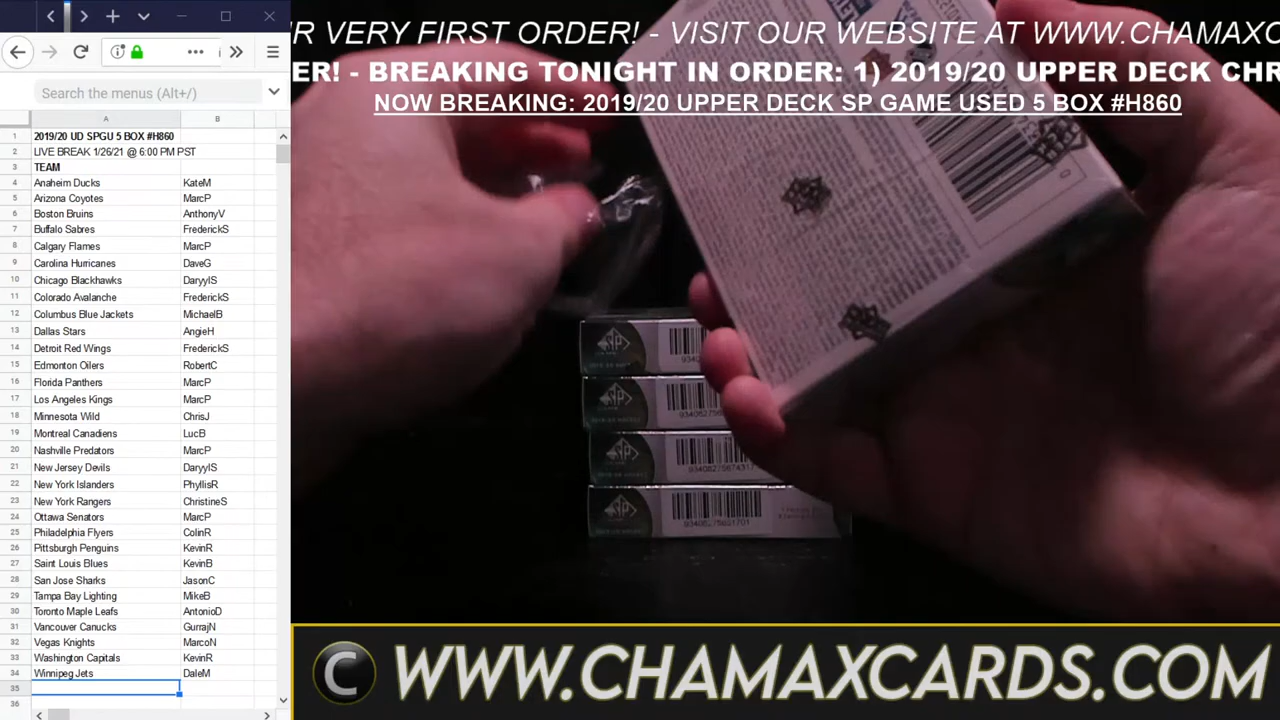 R VERY FIRST ORDER! - VISIT OUR WEBSITE AT WWW.CHAMAXC
ER! - BREAKING TONIGHT IN ORDER: 1) 2019/20 UPPER DECK CHR
NOW BREAKING: 2019/20 UPPER DECK SP GAME USED 5 BOX #H860
Search the menus (Alt+/)
A B
1 2019/20 UD SPGU 5 BOX #H860
2 LIVE BREAK 1/26/21 @ 6:00 PM PST
3 TEAM
4 Anaheim Ducks KateM
5 Arizona Coyotes MarcP
6 Boston Bruins AnthonyV
7 Buffalo Sabres FrederickS
8 Calgary Flames MarcP
9 Carolina Hurricanes DaveG
10 Chicago Blackhawks DarylS
11 Colorado Avalanche FrederickS
12 Columbus Blue Jackets MichaelB
13 Dallas Stars AngieH
14 Detroit Red Wings FrederickS
15 Edmonton Oilers RobertC
16 Florida Panthers MarcP
17 Los Angeles Kings MarcP
18 Minnesota Wild ChrisJ
19 Montreal Canadiens LucB
20 Nashville Predators MarcP
21 New Jersey Devils DarylS
22 New York Islanders PhyllisR
23 New York Rangers ChristineS
24 Ottawa Senators MarcP
25 Philadelphia Flyers ColinR
26 Pittsburgh Penguins KevinR
27 Saint Louis Blues KevinB
28 San Jose Sharks JasonC
29 Tampa Bay Lighting MikeB
30 Toronto Maple Leafs AntonioD
31 Vancouver Canucks GurrajN
32 Vegas Knights MarcoN
33 Washington Capitals KevinR
34 Winnipeg Jets DaleM
35
36
SP
SP
SP
SP
C WWW.CHAMAXCARDS.COM